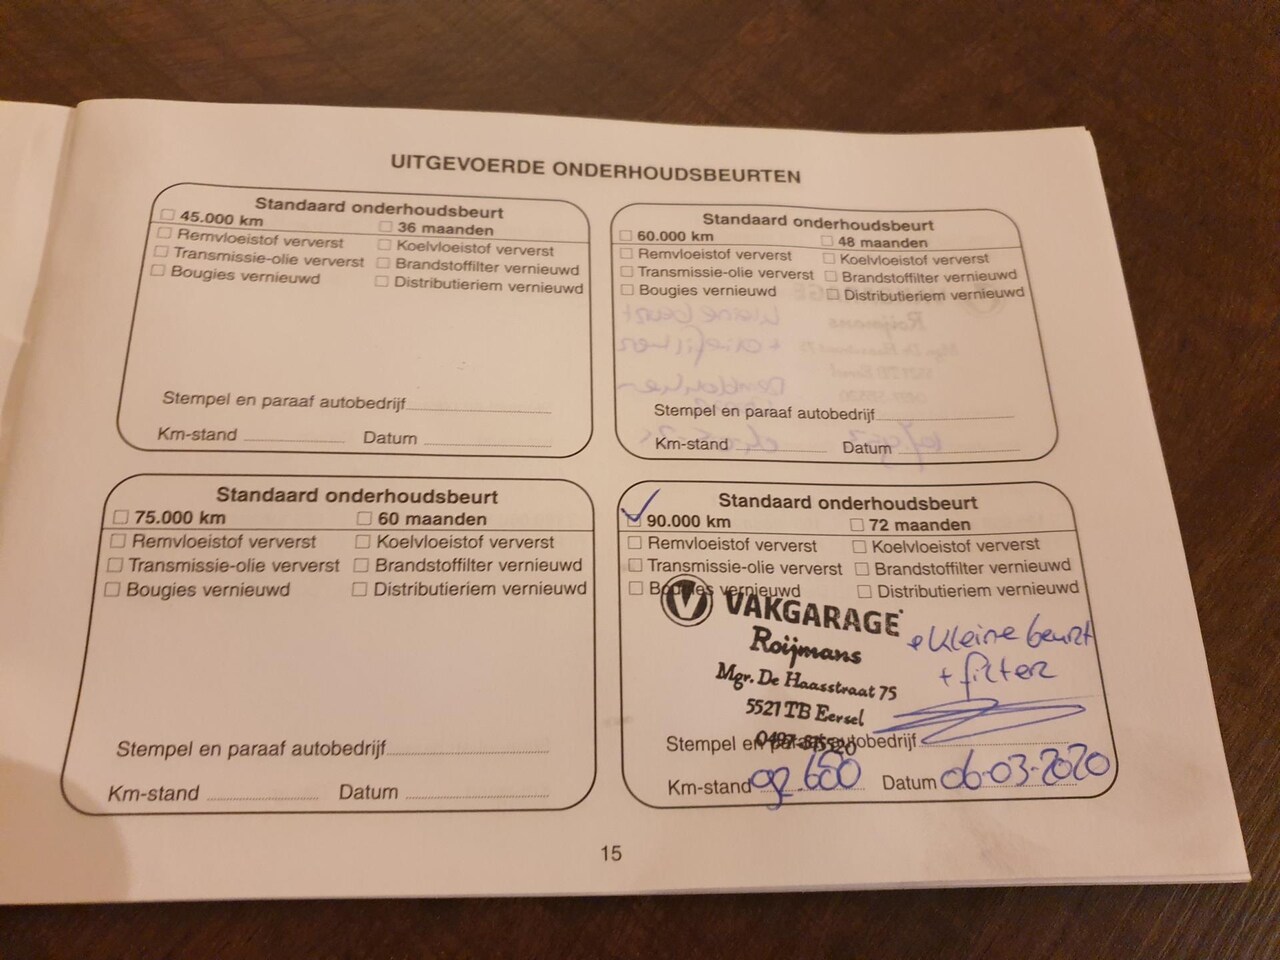 UITGEVOERDE ONDERHOUDSBEURTEN
Standaard onderhoudsbeurt
45.000 km 36 maanden
Remvloeistof ververst Koelvloeistof ververst
Transmissie-olie ververst Brandstoffilter vernieuwd
Bougies vernieuwd Distributieriem vernieuwd
Stempel en paraaf autobedrijf
Km-stand Datum
Standaard onderhoudsbeurt
60.000 km 48 maanden
Remvloeistof ververst Koelvloeistof ververst
Transmissie-olie ververst Brandstoffilter vernieuwd
Bougies vernieuwd Distributieriem vernieuwd
Stempel en paraaf autobedrijf
Km-stand Datum
Standaard onderhoudsbeurt
75.000 km 60 maanden
Remvloeistof ververst Koelvloeistof ververst
Transmissie-olie ververst Brandstoffilter vernieuwd
Bougies vernieuwd Distributieriem vernieuwd
Stempel en paraaf autobedrijf
Km-stand Datum
Standaard onderhoudsbeurt
90.000 km 72 maanden
Remvloeistof ververst Koelvloeistof ververst
Transmissie-olie ververst Brandstoffilter vernieuwd
Bougies vernieuwd Distributieriem vernieuwd
VAKGARAGE
Roijmans
Mgr. De Haasstraat 75
5521 TB Eersel
kleine beurt
+ filter
Stempel en paraaf autobedrijf
Km-stand 92.600 Datum 06-03-2020
15